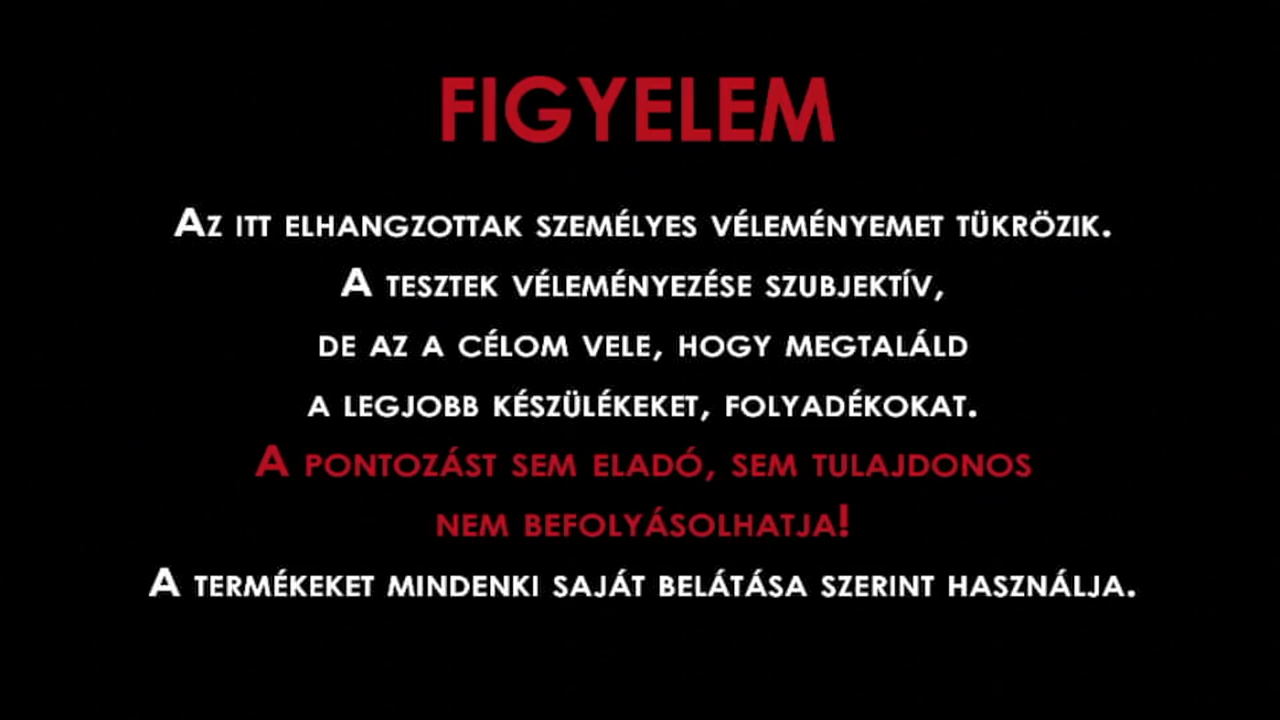 FIGYELEM
Az itt elhangzottak személyes véleményemet tükrözik.
A tesztek véleményezése szubjektív,
de az a célom vele, hogy megtaláld
a legjobb készülékeket, folyadékokat.
A pontozást sem eladó, sem tulajdonos
nem befolyásolhatja!
A termékeket mindenki saját belátása szerint használja.